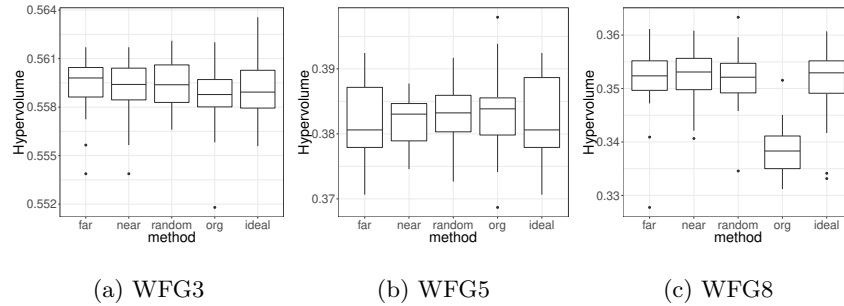 0.564
0.561
0.558
0.555
0.552
Hypervolume
far near random org ideal
method
0.39
0.38
0.37
Hypervolume
far near random org ideal
method
0.36
0.35
0.34
0.33
Hypervolume
far near random org ideal
method
(a) WFG3
(b) WFG5
(c) WFG8